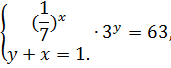 (1/7)^x · 3^y = 63,
y + x = 1.